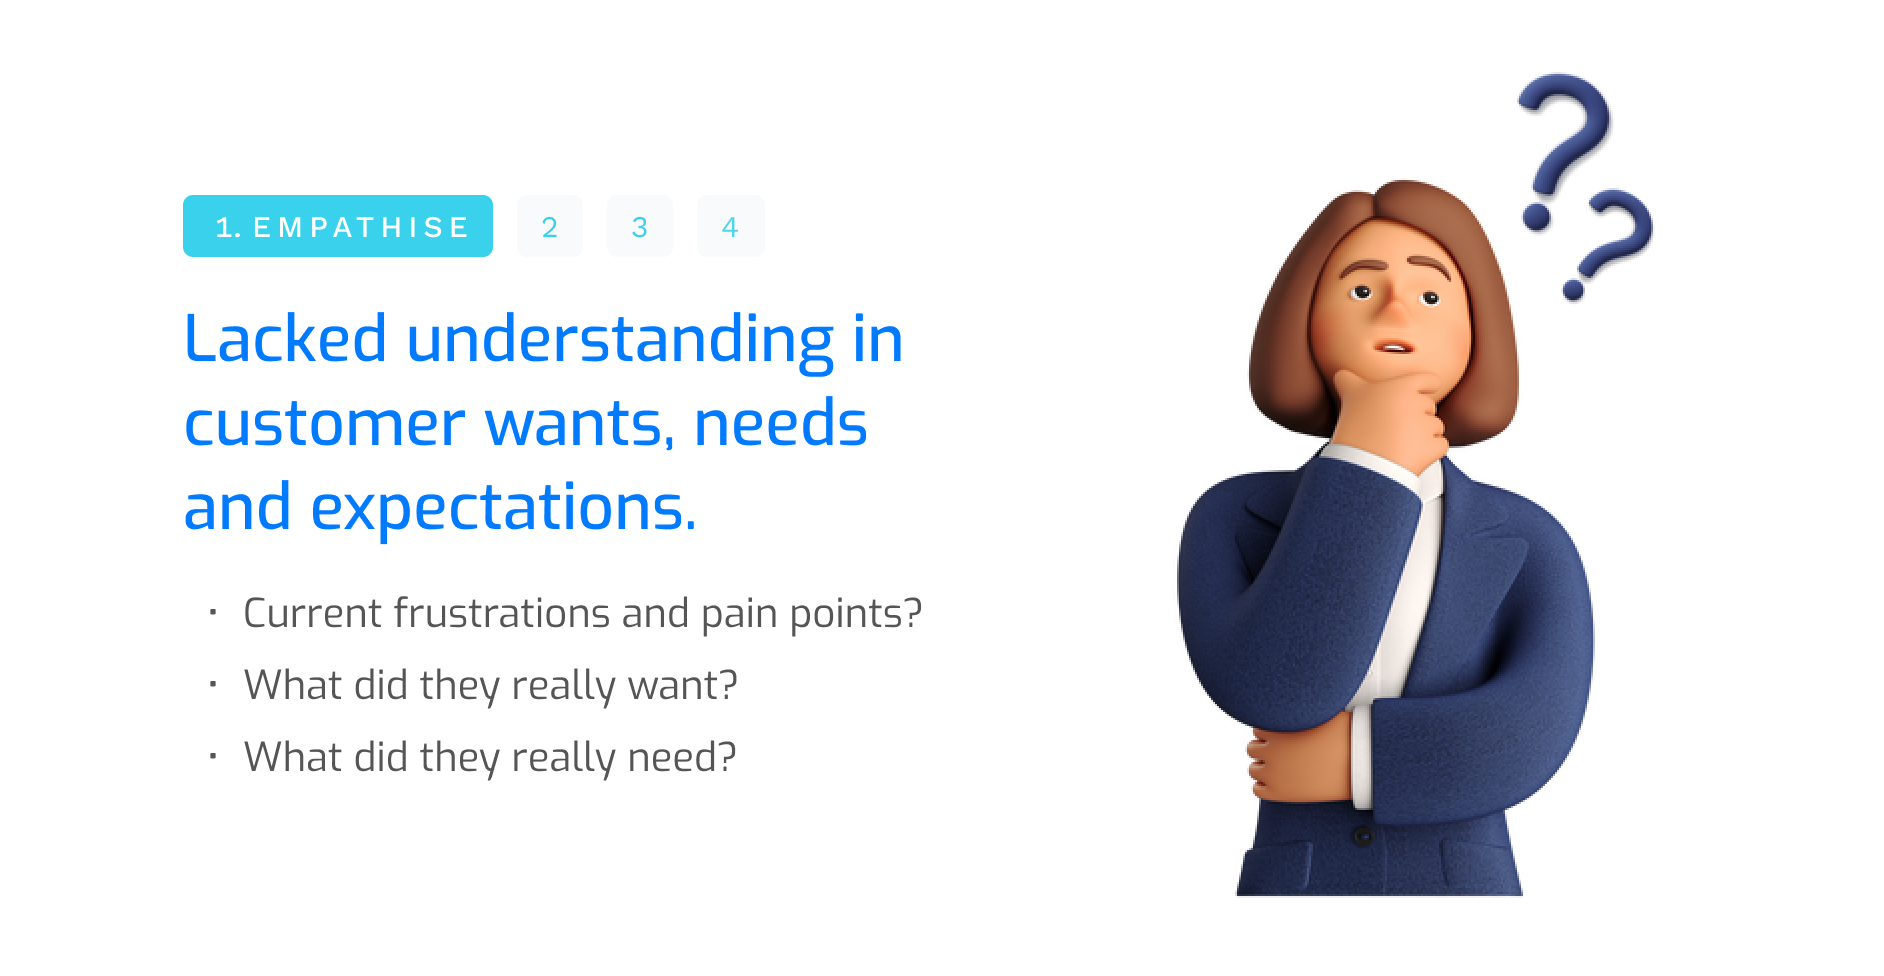 1. EMPATHISE 2 3 4
Lacked understanding in
customer wants, needs
and expectations.
· Current frustrations and pain points?
· What did they really want?
· What did they really need?
? ?